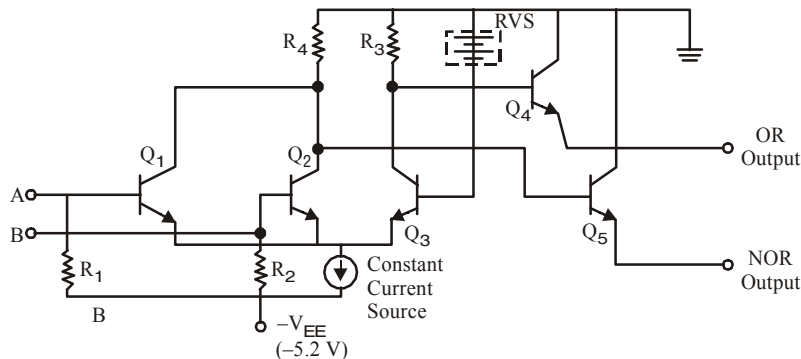 RVS
R4
R3
Q4
OR
Output
Q1
Q2
A
B
Q3
Q5
R1
R2
Constant
Current
Source
NOR
Output
B
–VEE
(–5.2 V)